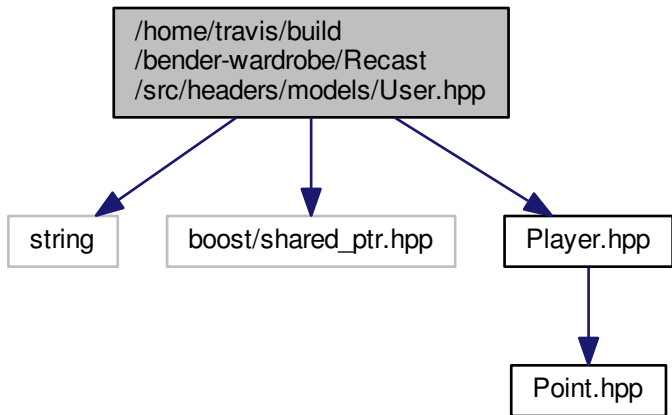 /home/travis/build
/bender-wardrobe/Recast
/src/headers/models/User.hpp
string
boost/shared_ptr.hpp
Player.hpp
Point.hpp